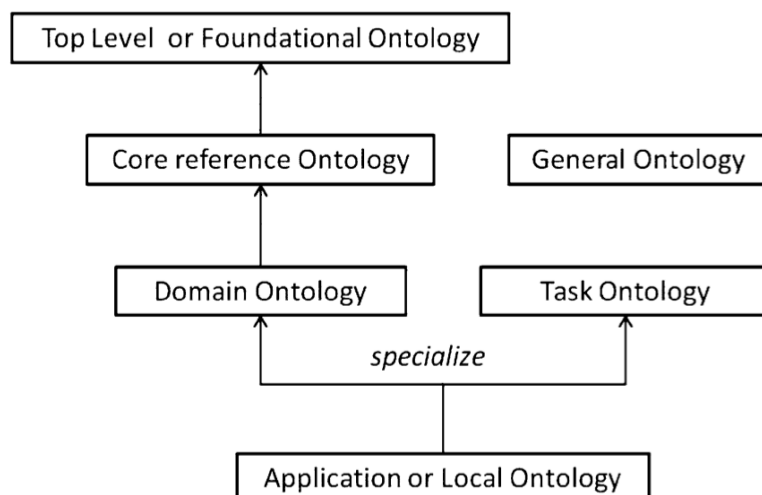 Top Level or Foundational Ontology
Core reference Ontology
General Ontology
Domain Ontology
Task Ontology
specialize
Application or Local Ontology